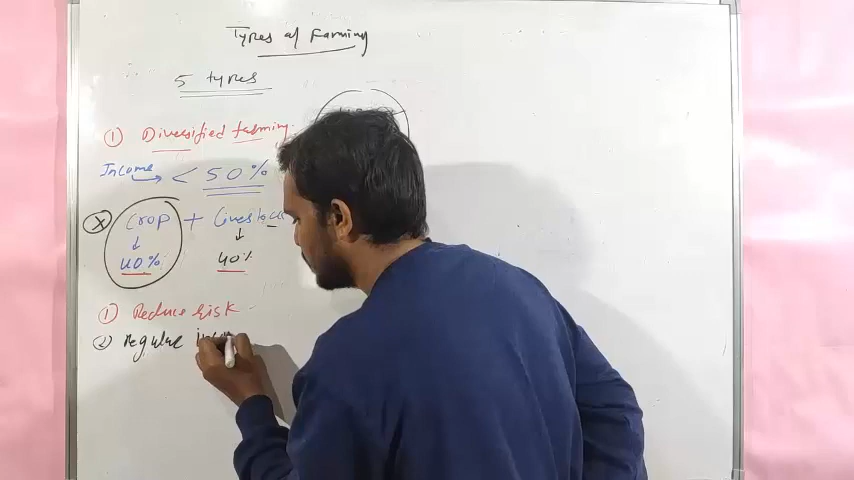 Types of Farming
5 types
① Diversified farming
Income → < 50%
Ⓧ Crop + Livestock
↓ ↓
40% 40%
① Reduce risk
② Regular